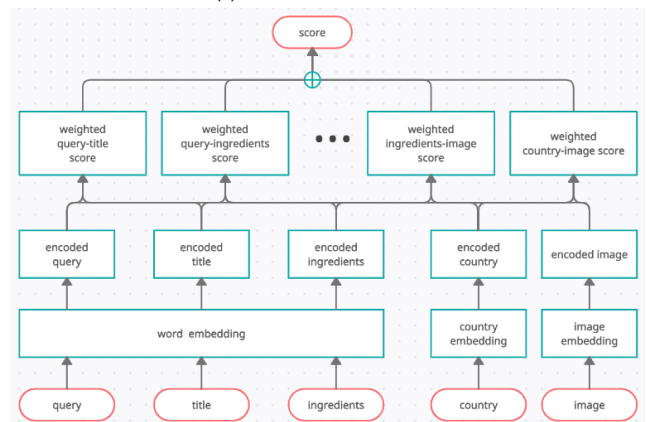 score
weighted
query-title
score
weighted
query-ingredients
score
weighted
ingredients-image
score
weighted
country-image score
encoded
query
encoded
title
encoded
ingredients
encoded
country
encoded image
word embedding
country
embedding
image
embedding
query
title
ingredients
country
image